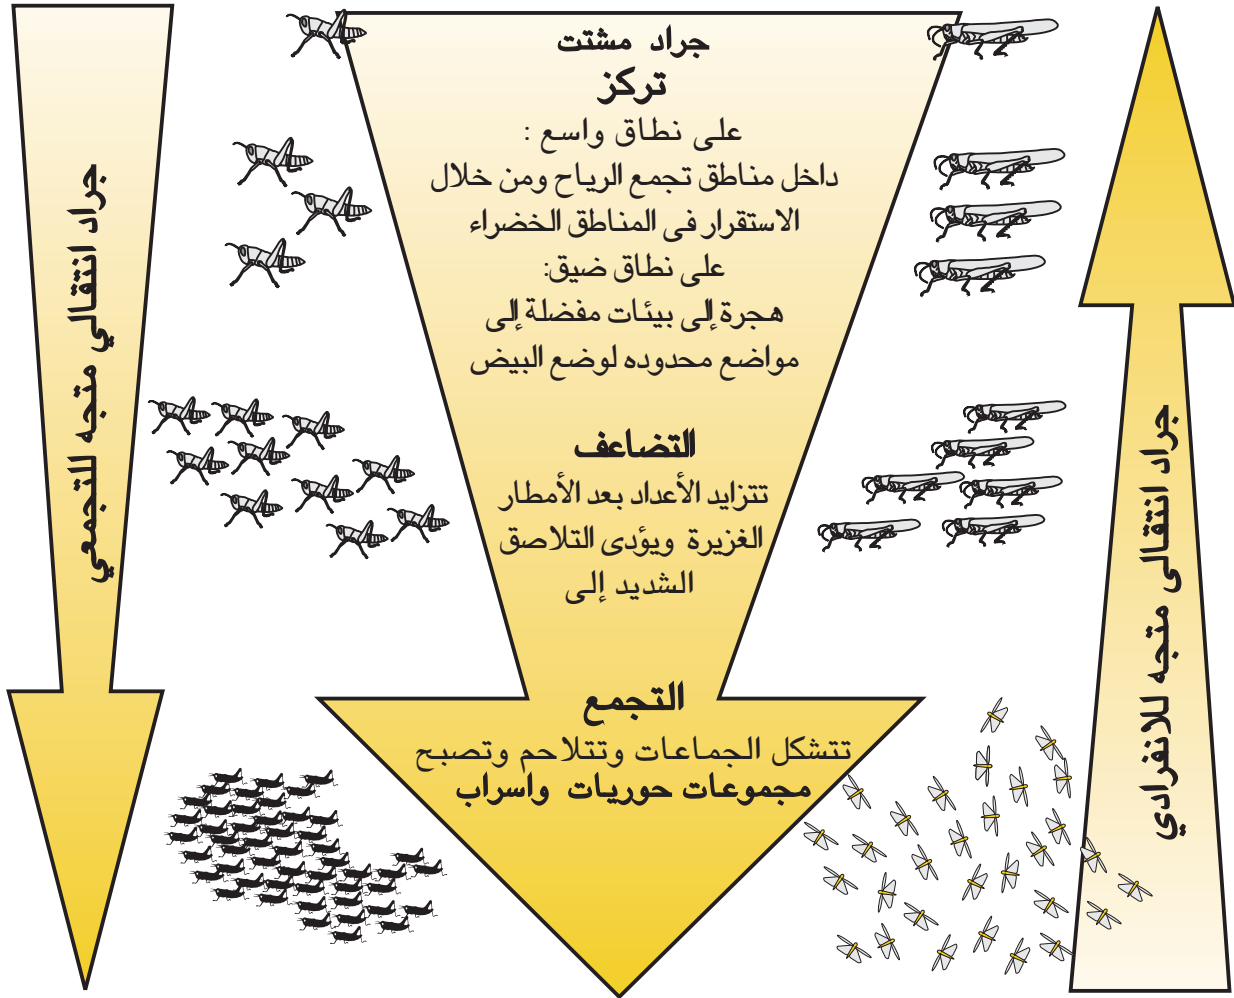 جراد مشتت
تركز
على نطاق واسع :
داخل مناطق تجمع الرياح ومن خلال
الاستقرار فى المناطق الخضراء
على نطاق ضيق:
هجرة إلى بيئات مفضلة إلى
مواضع محدوده لوضع البيض
التضاعف
تتزايد الأعداد بعد الأمطار
الغزيرة ويؤدى التلاصق
الشديد إلى
التجمع
تتشكل الجماعات وتتلاحم وتصبح
مجموعات حوريات واسراب
جراد انتقالى متجه للانفرادي
جراد انتقالي متجه للتجمعي